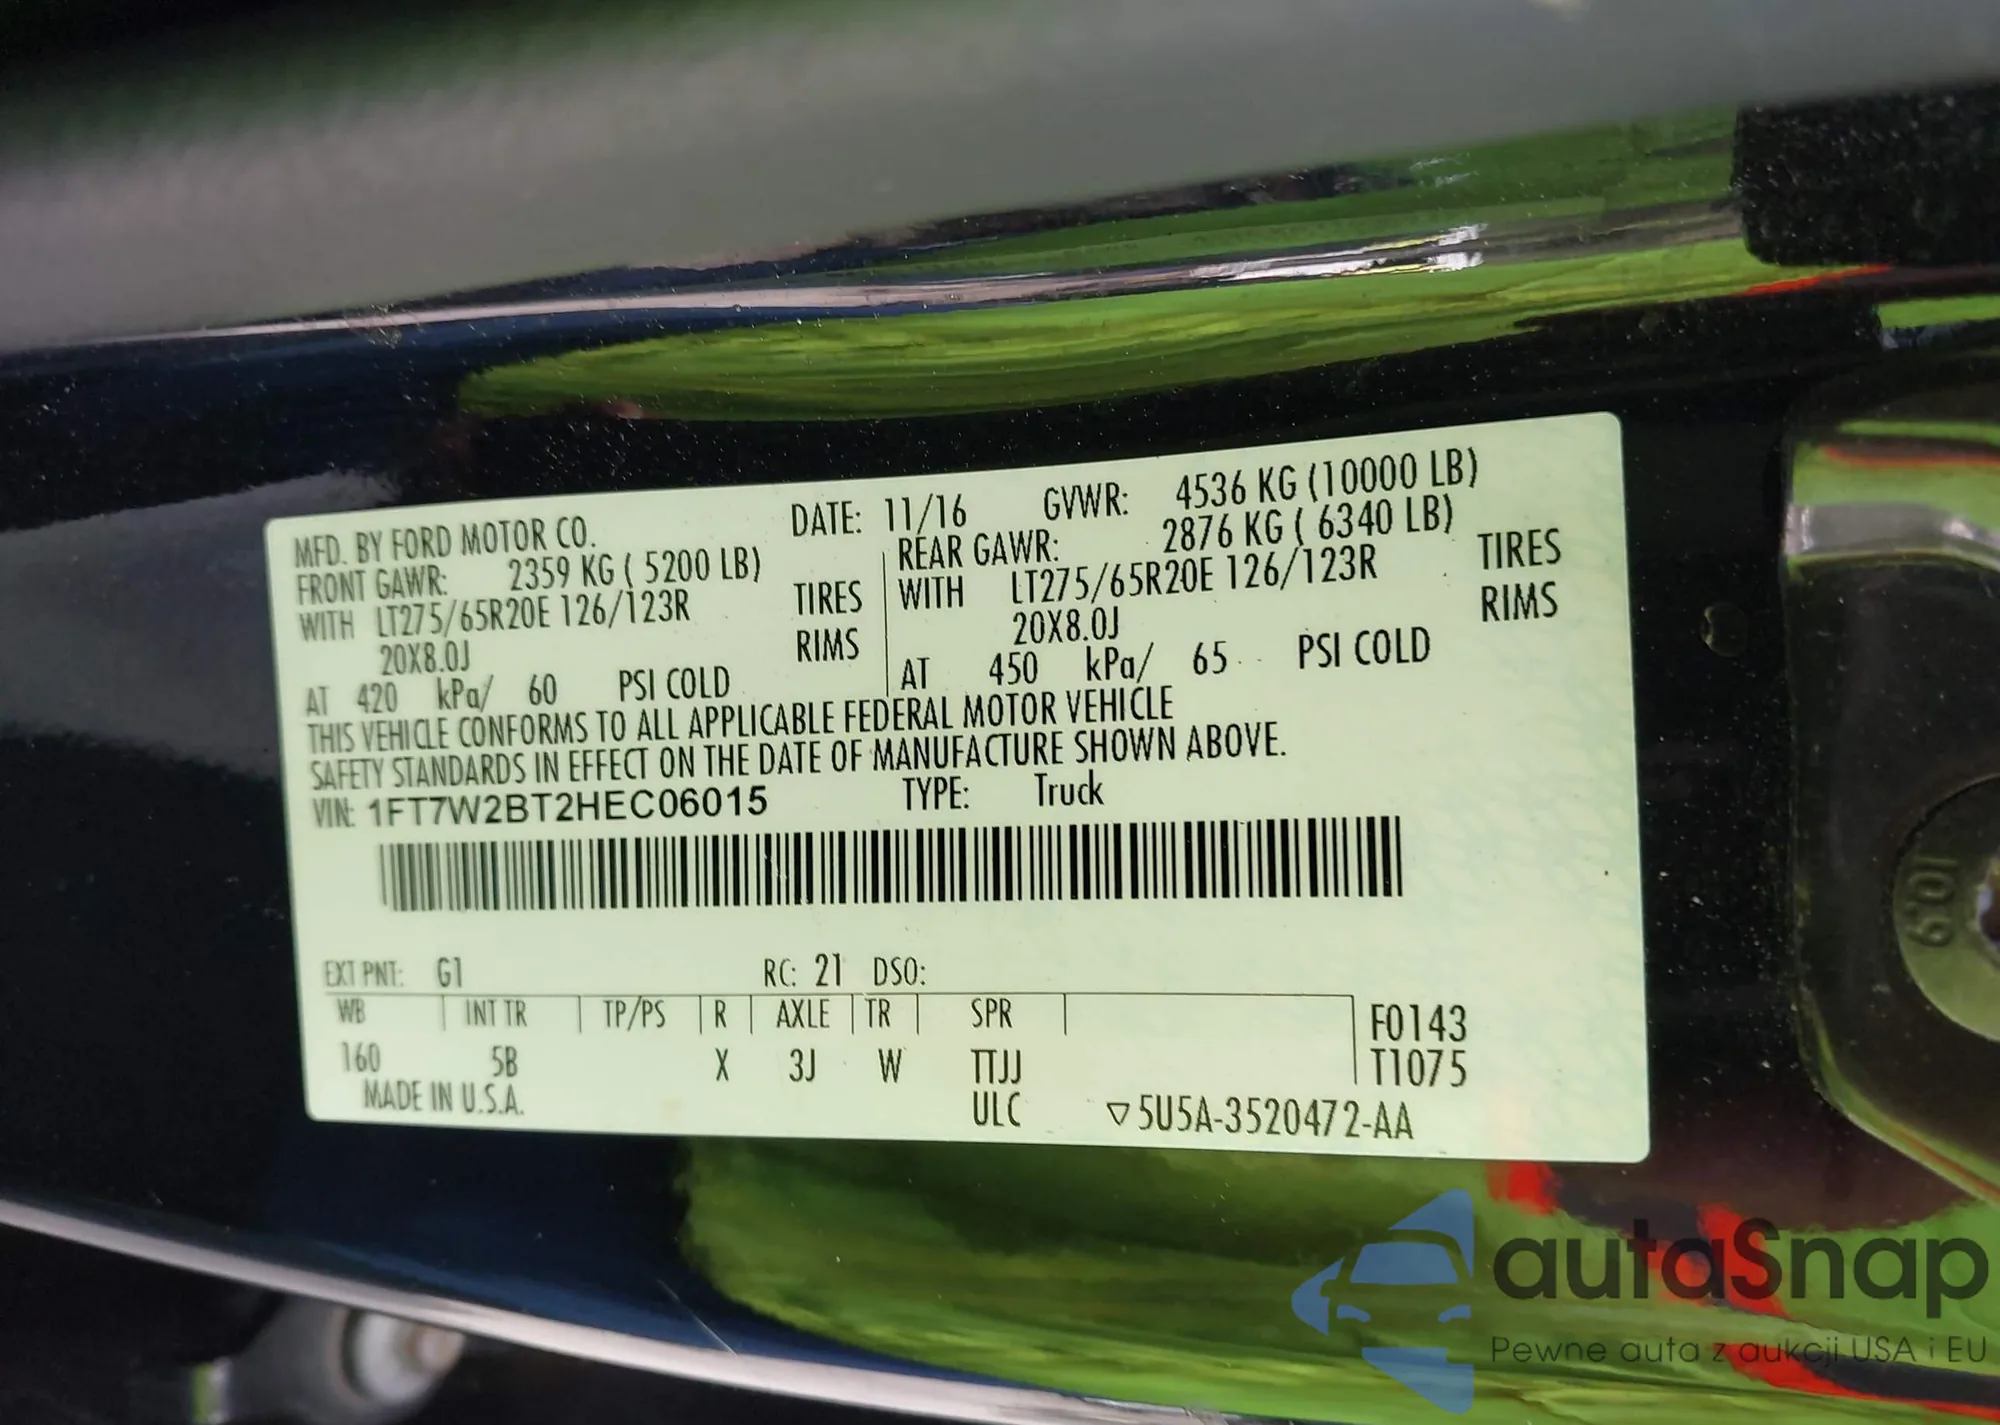 MFD. BY FORD MOTOR CO. DATE: 11/16 GVWR: 4536 KG (10000 LB)
FRONT GAWR: 2359 KG ( 5200 LB) REAR GAWR: 2876 KG ( 6340 LB)
WITH LT275/65R20E 126/123R TIRES WITH LT275/65R20E 126/123R TIRES
20X8.0J RIMS 20X8.0J RIMS
AT 420 kPa/ 60 PSI COLD AT 450 kPa/ 65 PSI COLD
THIS VEHICLE CONFORMS TO ALL APPLICABLE FEDERAL MOTOR VEHICLE
SAFETY STANDARDS IN EFFECT ON THE DATE OF MANUFACTURE SHOWN ABOVE.
VIN: 1FT7W2BT2HEC06015 TYPE: Truck
EXT PNT: G1 RC: 21 DSO:
WB INT TR TP/PS R AXLE TR SPR F0143
160 5B X 3J W TTJJ T1075
MADE IN U.S.A. ULC ▽5U5A-3520472-AA
10.9
autaSnap
Pewne auta z aukcji USA i EU